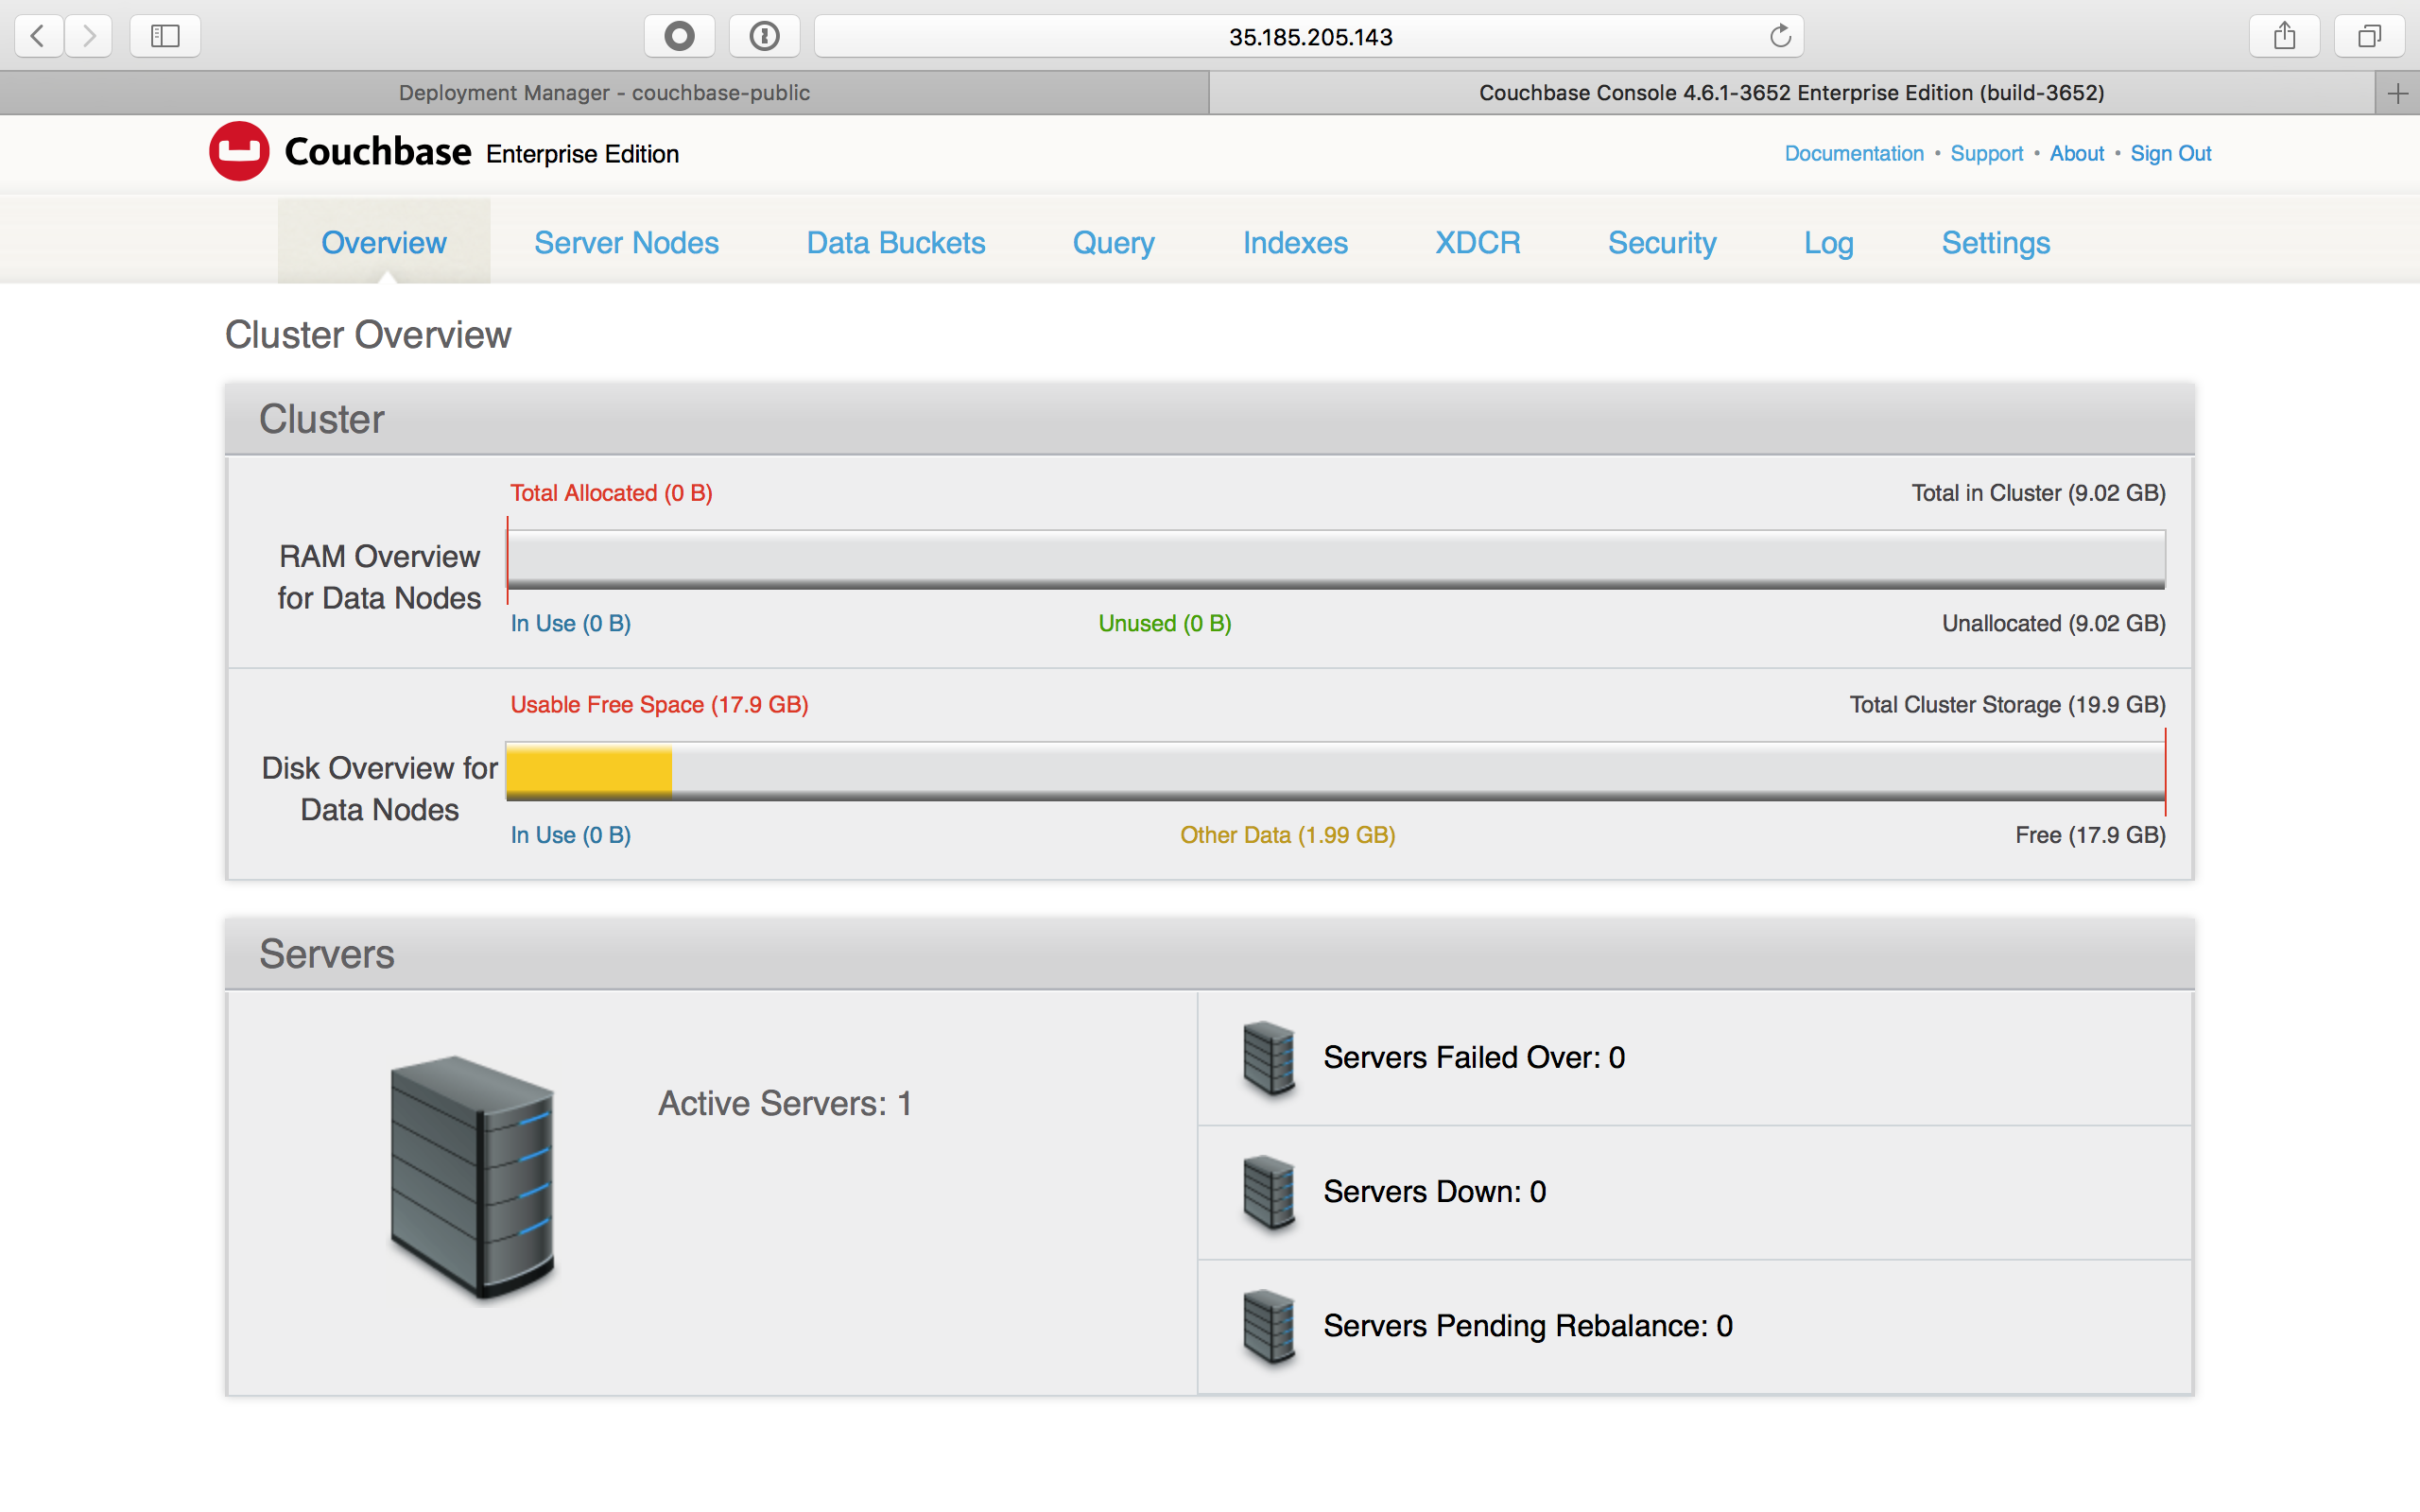 35.185.205.143
Deployment Manager - couchbase-public
Couchbase Console 4.6.1-3652 Enterprise Edition (build-3652)
Couchbase Enterprise Edition
Documentation • Support • About • Sign Out
Overview Server Nodes Data Buckets Query Indexes XDCR Security Log Settings
Cluster Overview
Cluster
Total Allocated (0 B) Total in Cluster (9.02 GB)
RAM Overview
for Data Nodes
In Use (0 B) Unused (0 B) Unallocated (9.02 GB)
Usable Free Space (17.9 GB) Total Cluster Storage (19.9 GB)
Disk Overview for
Data Nodes
In Use (0 B) Other Data (1.99 GB) Free (17.9 GB)
Servers
Active Servers: 1
Servers Failed Over: 0
Servers Down: 0
Servers Pending Rebalance: 0